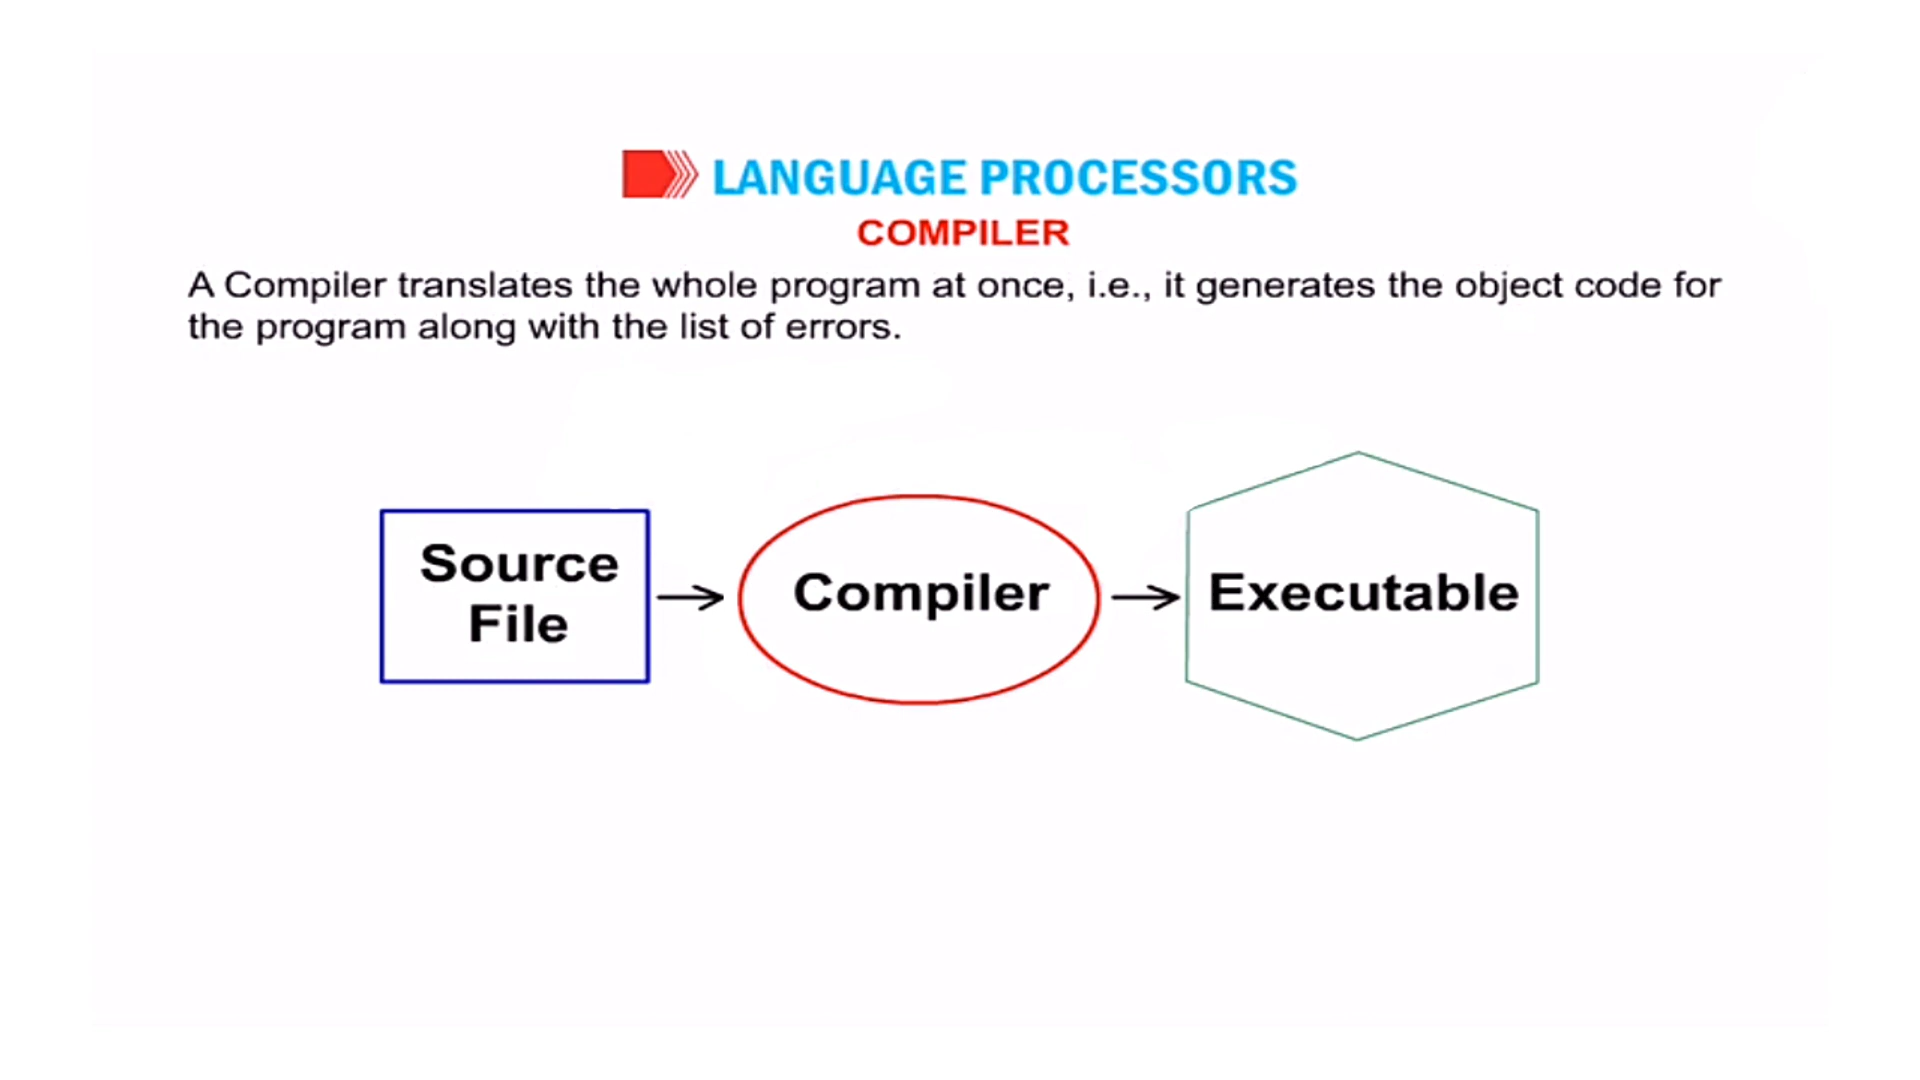 LANGUAGE PROCESSORS
COMPILER
A Compiler translates the whole program at once, i.e., it generates the object code for
the program along with the list of errors.
Source
File
Compiler
Executable